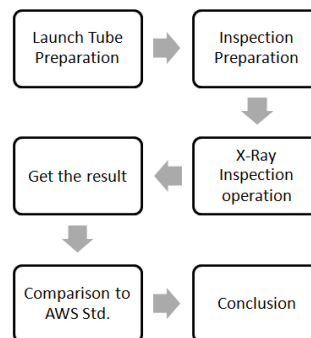 Launch Tube
Preparation
Inspection
Preparation
X-Ray
Inspection
operation
Get the result
Comparison to
AWS Std.
Conclusion